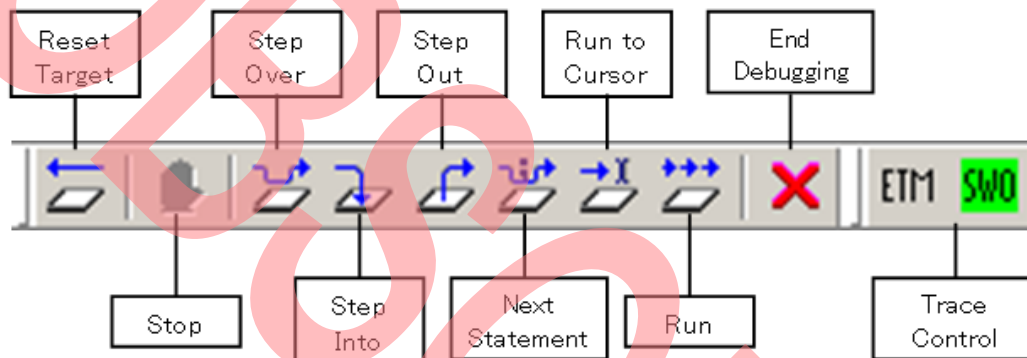 Reset
Target
Step
Over
Step
Out
Run to
Cursor
End
Debugging
ETM SWO
Stop
Step
Into
Next
Statement
Run
Trace
Control